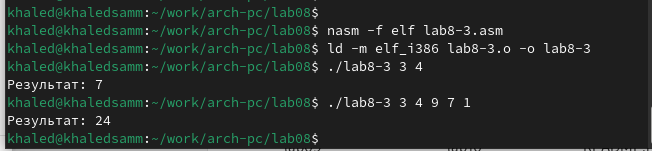 khaled@khaledsamm:~/work/arch-pc/lab08$
khaled@khaledsamm:~/work/arch-pc/lab08$ nasm -f elf lab8-3.asm
khaled@khaledsamm:~/work/arch-pc/lab08$ ld -m elf_i386 lab8-3.o -o lab8-3
khaled@khaledsamm:~/work/arch-pc/lab08$ ./lab8-3 3 4
Результат: 7
khaled@khaledsamm:~/work/arch-pc/lab08$ ./lab8-3 3 4 9 7 1
Результат: 24
khaled@khaledsamm:~/work/arch-pc/lab08$